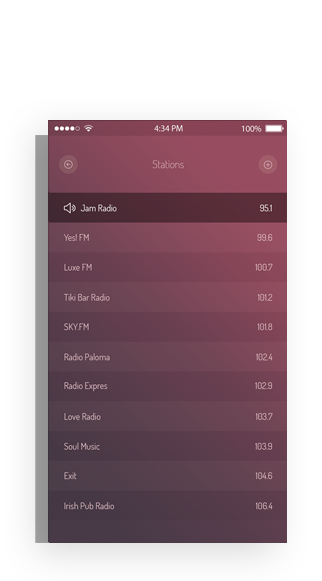 4:34 PM 100%
Stations
Jam Radio 95.1
Yes! FM 99.6
Luxe FM 100.7
Tiki Bar Radio 101.2
SKY.FM 101.8
Radio Paloma 102.4
Radio Expres 102.9
Love Radio 103.7
Soul Music 103.9
Exit 104.6
Irish Pub Radio 106.4